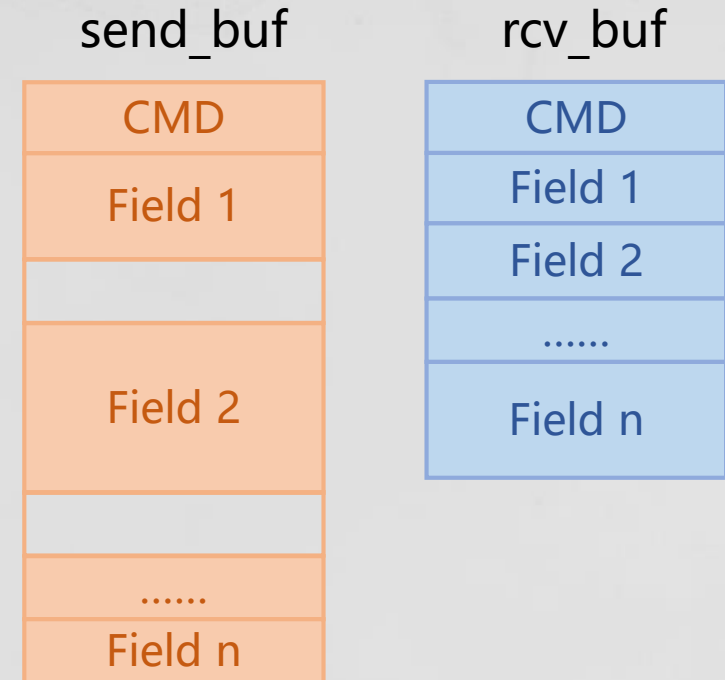 send_buf
CMD
Field 1
Field 2
......
Field n
rcv_buf
CMD
Field 1
Field 2
......
Field n